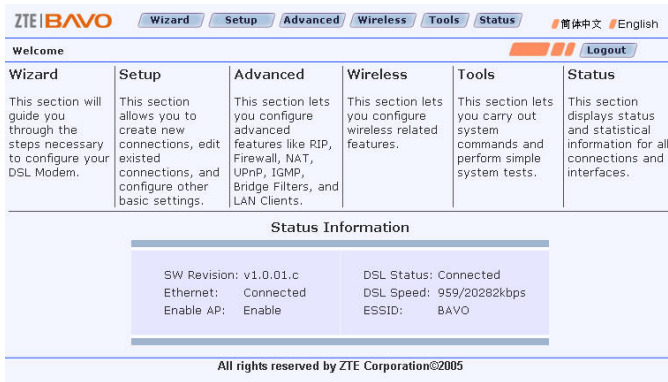 ZTE BAVO
Wizard Setup Advanced Wireless Tools Status
简体中文 English
Welcome
Logout
Wizard
This section will
guide you
through the
steps necessary
to configure your
DSL Modem.
Setup
This section
allows you to
create new
connections, edit
existed
connections, and
configure other
basic settings.
Advanced
This section lets
you configure
advanced
features like RIP,
Firewall, NAT,
UPnP, IGMP,
Bridge Filters, and
LAN Clients.
Wireless
This section lets
you configure
wireless related
features.
Tools
This section lets
you carry out
system
commands and
perform simple
system tests.
Status
This section
displays status
and statistical
information for all
connections and
interfaces.
Status Information
SW Revision: v1.0.01.c
Ethernet: Connected
Enable AP: Enable
DSL Status: Connected
DSL Speed: 959/20282kbps
ESSID: BAVO
All rights reserved by ZTE Corporation©2005